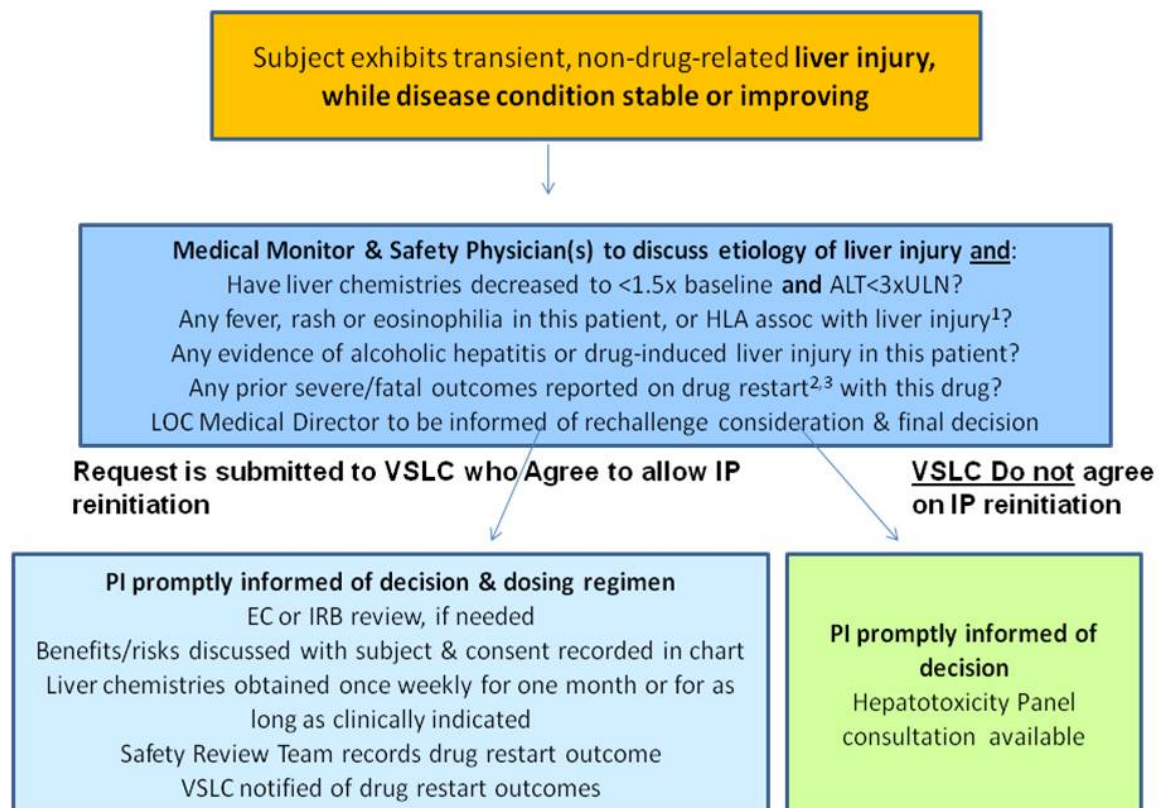 Subject exhibits transient, non-drug-related liver injury,
while disease condition stable or improving
Medical Monitor & Safety Physician(s) to discuss etiology of liver injury and:
Have liver chemistries decreased to <1.5x baseline and ALT<3xULN?
Any fever, rash or eosinophilia in this patient, or HLA assoc with liver injury¹?
Any evidence of alcoholic hepatitis or drug-induced liver injury in this patient?
Any prior severe/fatal outcomes reported on drug restart²,³ with this drug?
LOC Medical Director to be informed of rechallenge consideration & final decision
Request is submitted to VSLC who Agree to allow IP
reinitiation
VSLC Do not agree
on IP reinitiation
PI promptly informed of decision & dosing regimen
EC or IRB review, if needed
Benefits/risks discussed with subject & consent recorded in chart
Liver chemistries obtained once weekly for one month or for as
long as clinically indicated
Safety Review Team records drug restart outcome
VSLC notified of drug restart outcomes
PI promptly informed of
decision
Hepatotoxicity Panel
consultation available